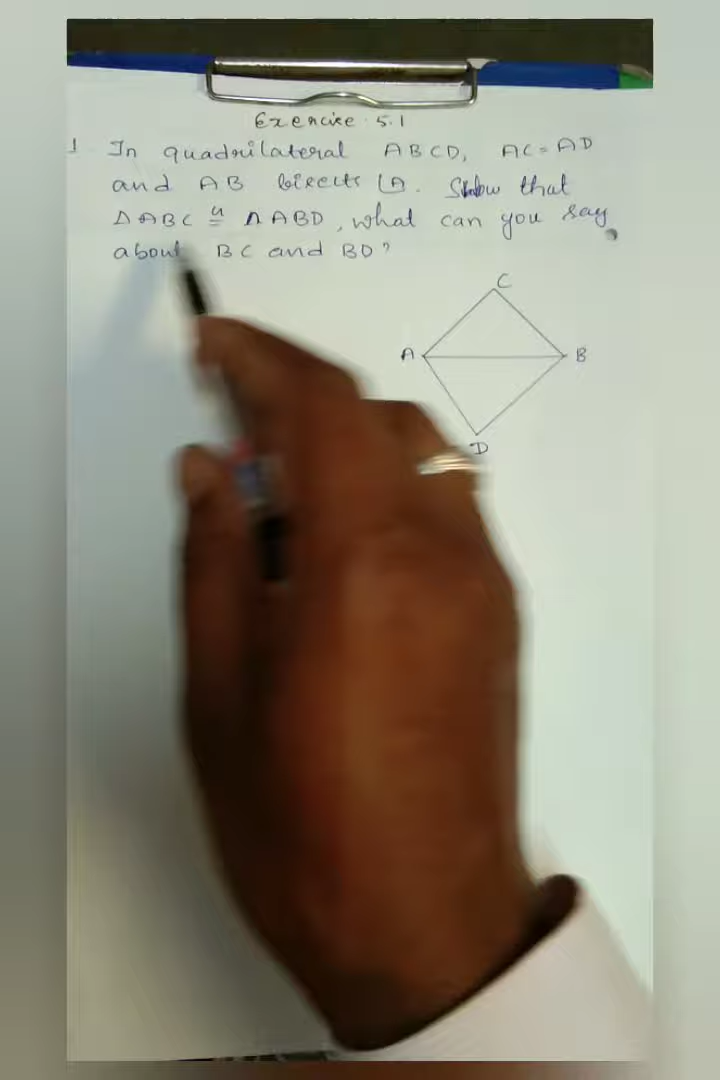 Exercise 5.1
1 In quadrilateral ABCD, AC = AD
and AB bisects ∠A. Show that
∆ABC ≅ ∆ABD, what can you say
about BC and BD?
C
A B
D